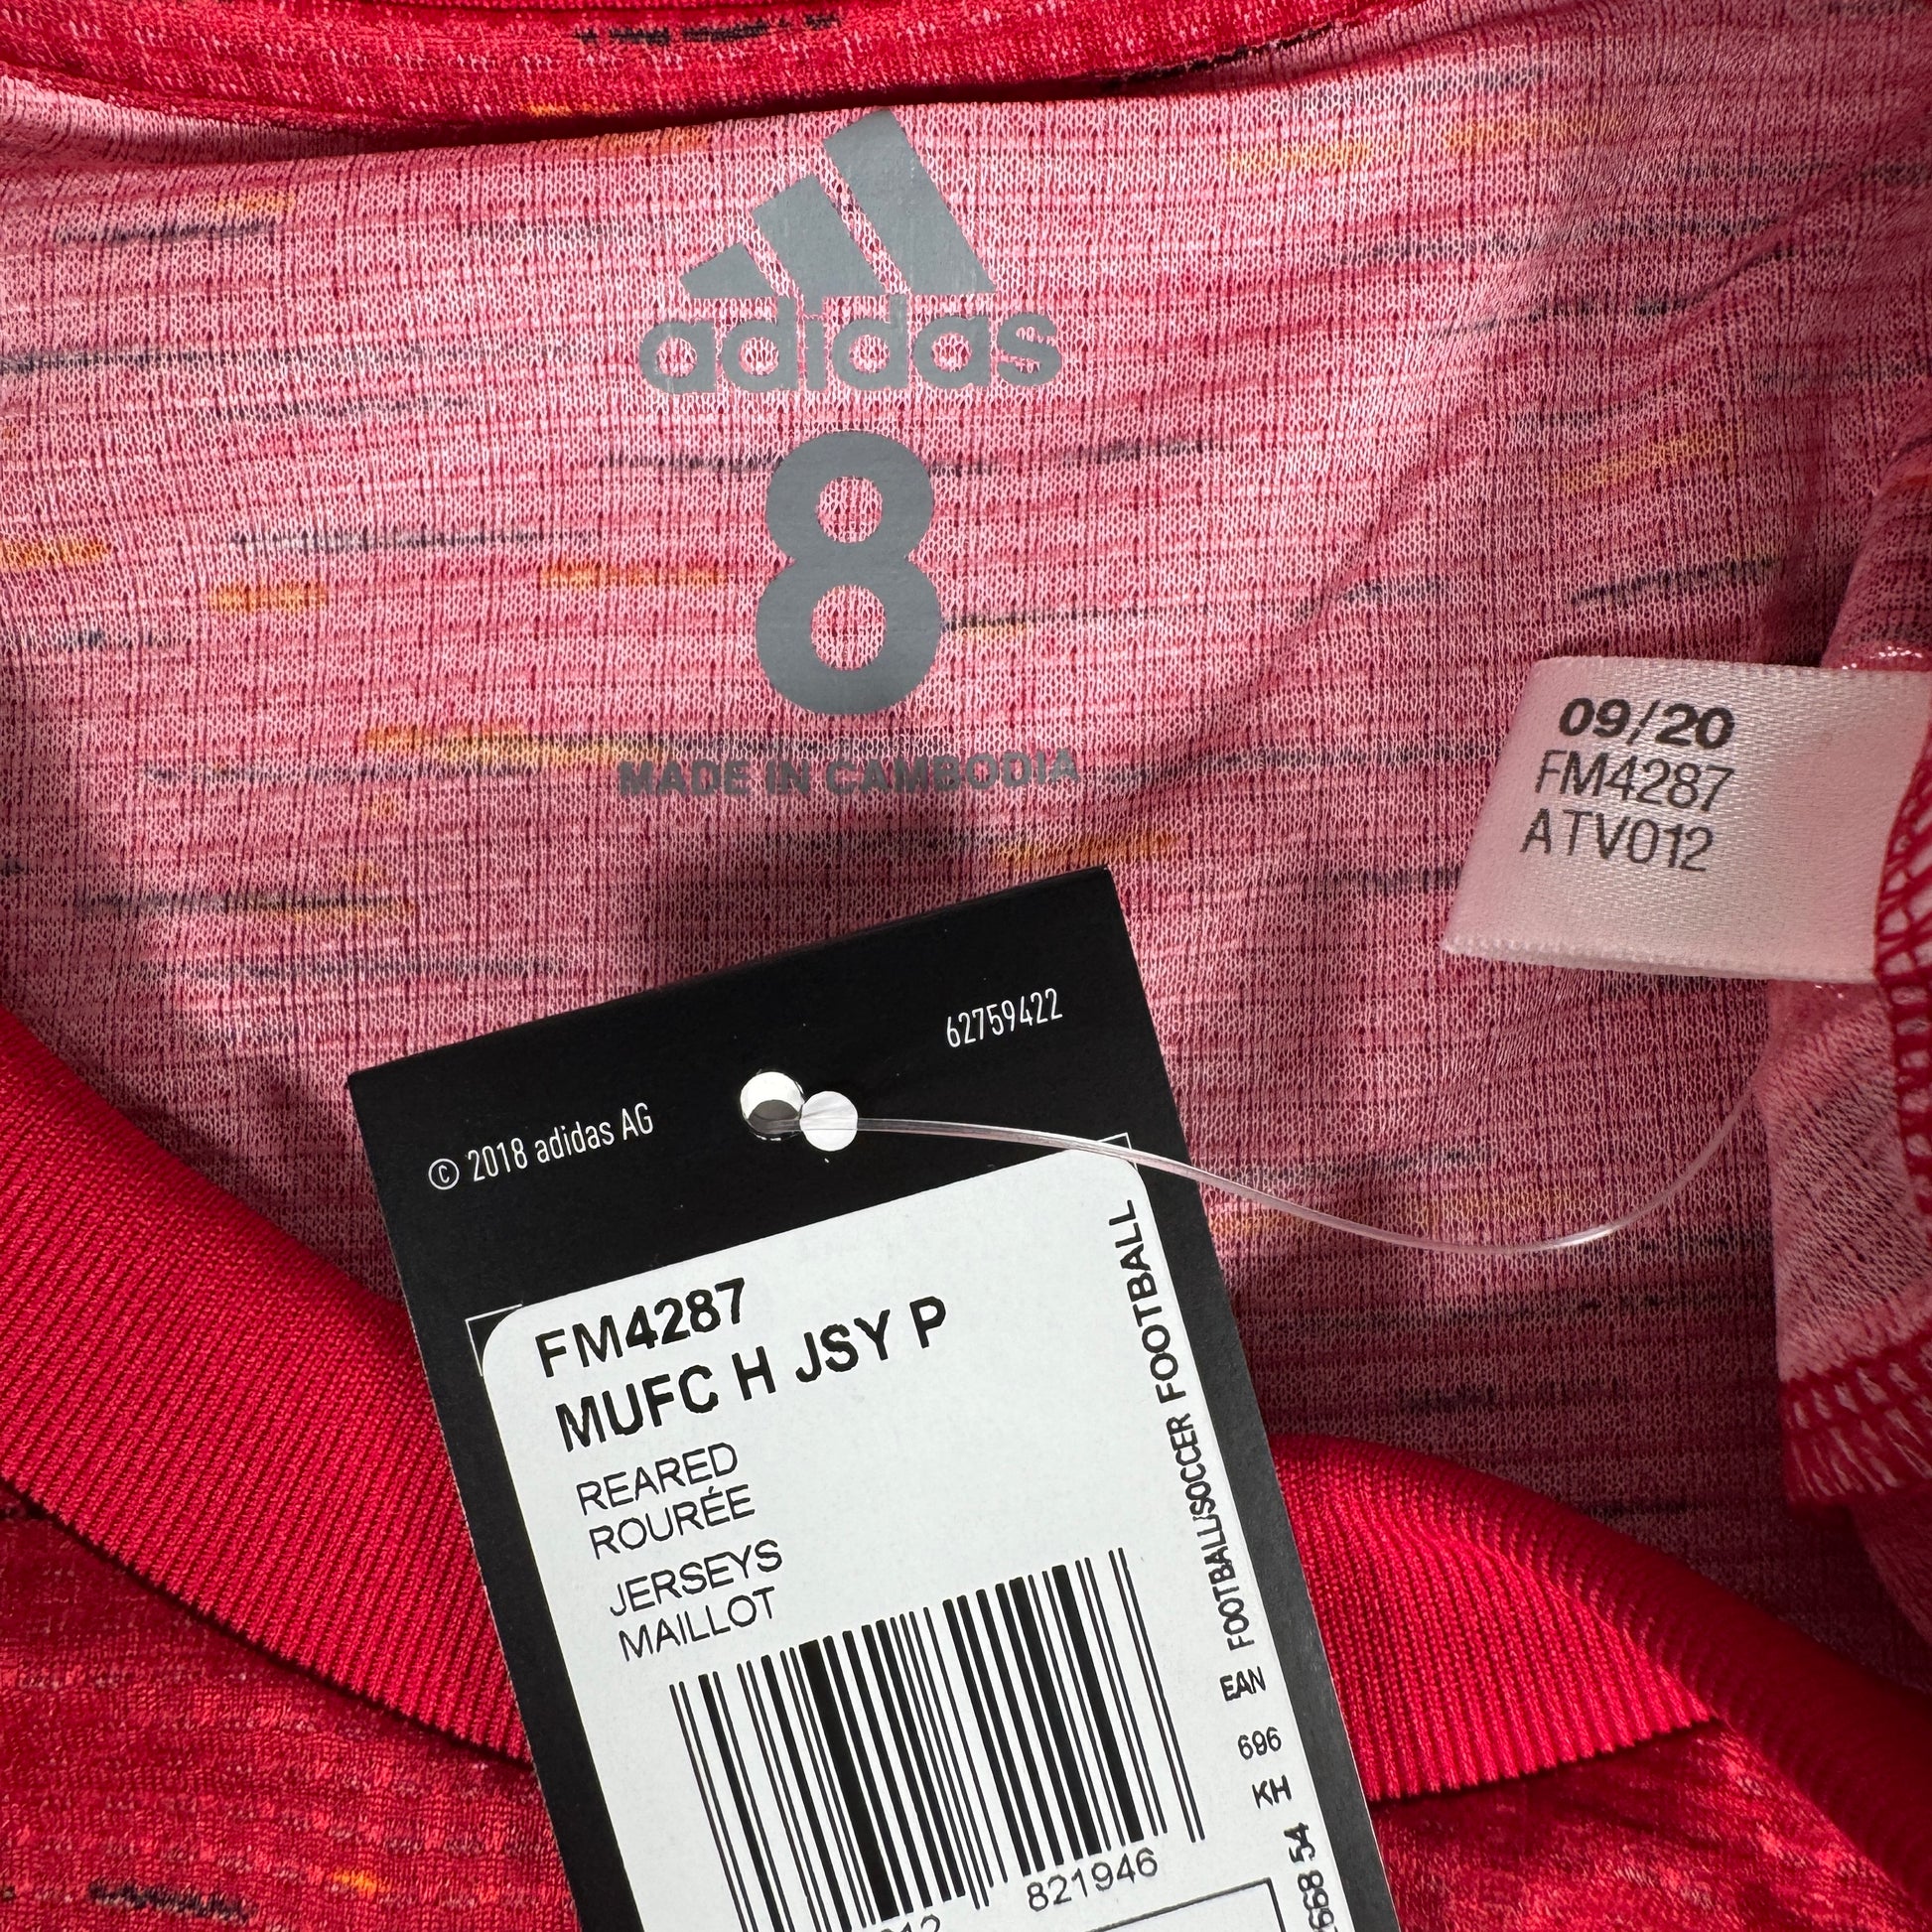 adidas
8
MADE IN CAMBODIA
09/20
FM4287
ATV012
62759422
© 2018 adidas AG
FM4287
MUFC H JSY P
REARED
ROURÉE
JERSEYS
MAILLOT
821946
FOOTBALL/SOCCER FOOTBALL
EAN
696
KH
54